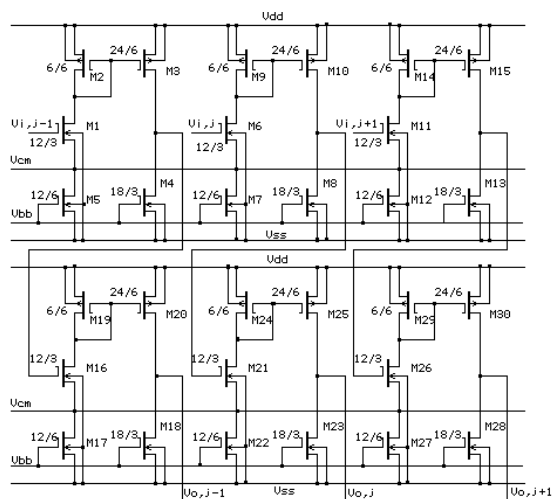 Vdd
24/6 24/6 24/6
6/6 M2 M3 6/6 M9 M10 6/6 M14 M15
Vi,j-1 M1 Vi,j M6 Vi,j+1 M11
12/3 12/3 12/3
Vcm
12/6 M5 18/3 M4 12/6 M7 18/3 M8 12/6 M12 18/3 M13
Vbb
Vss
Vdd
24/6 24/6 24/6
6/6 M19 M20 6/6 M24 M25 6/6 M29 M30
12/3 M16 12/3 M21 12/3 M26
Vcm
12/6 M17 18/3 M18 12/6 M22 18/3 M23 12/6 M27 18/3 M28
Vbb
Vss
Vo,j-1 Vo,j Vo,j+1